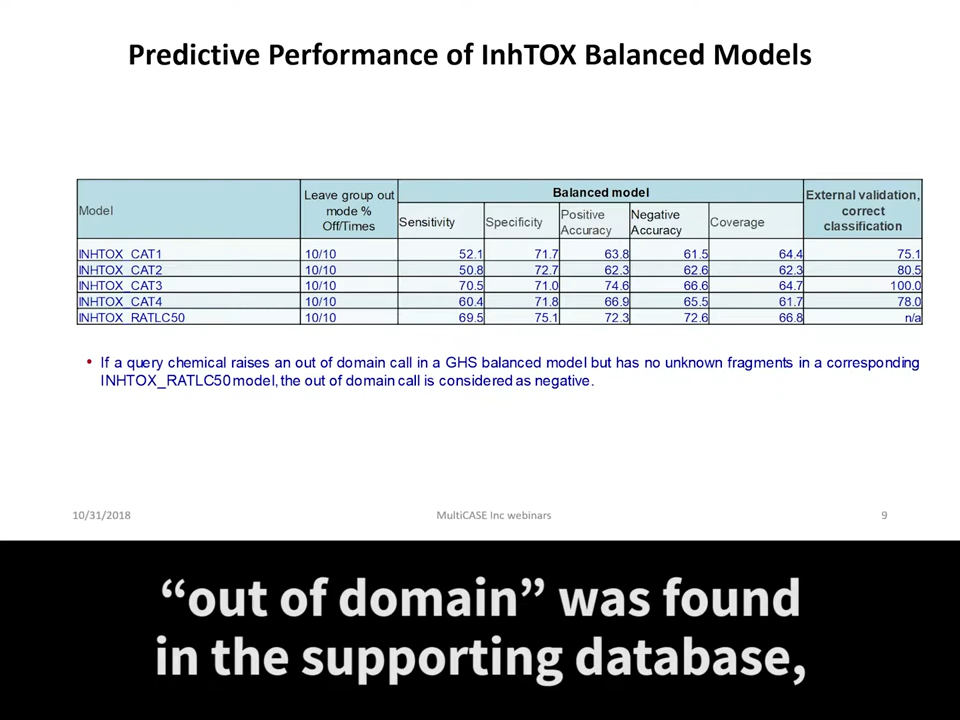 Predictive Performance of InhTOX Balanced Models
Model
Leave group out
mode %
Off/Times
Balanced model
External validation,
correct
classification
Sensitivity
Specificity
Positive
Accuracy
Negative
Accuracy
Coverage
INHTOX_CAT1 10/10 52.1 71.7 63.8 61.5 64.4 75.1
INHTOX_CAT2 10/10 50.8 72.7 62.3 62.6 62.3 80.5
INHTOX_CAT3 10/10 70.5 71.0 74.6 66.6 64.7 100.0
INHTOX_CAT4 10/10 60.4 71.8 66.9 65.5 61.7 78.0
INHTOX_RATLC50 10/10 69.5 75.1 72.3 72.6 66.8 n/a
• If a query chemical raises an out of domain call in a GHS balanced model but has no unknown fragments in a corresponding
INHTOX_RATLC50 model, the out of domain call is considered as negative.
10/31/2018 MultiCASE Inc webinars 9
“out of domain” was found
in the supporting database,